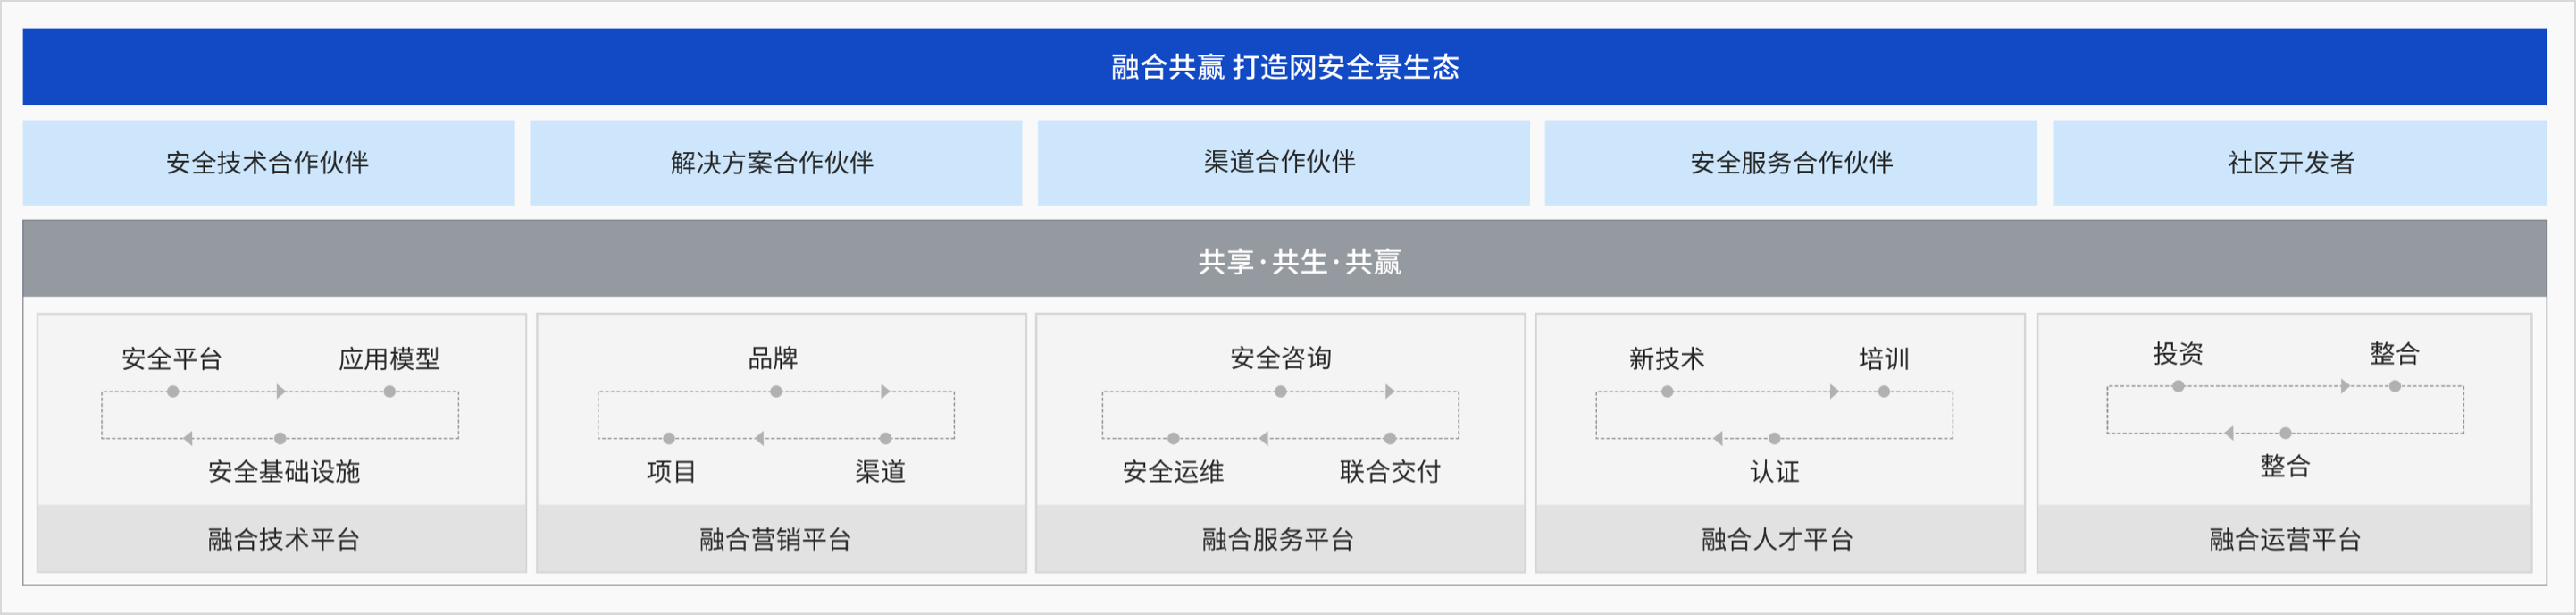 融合共赢 打造网安全景生态
安全技术合作伙伴
解决方案合作伙伴
渠道合作伙伴
安全服务合作伙伴
社区开发者
共享·共生·共赢
安全平台
应用模型
安全基础设施
融合技术平台
品牌
项目
渠道
融合营销平台
安全咨询
安全运维
联合交付
融合服务平台
新技术
培训
认证
融合人才平台
投资
整合
整合
融合运营平台